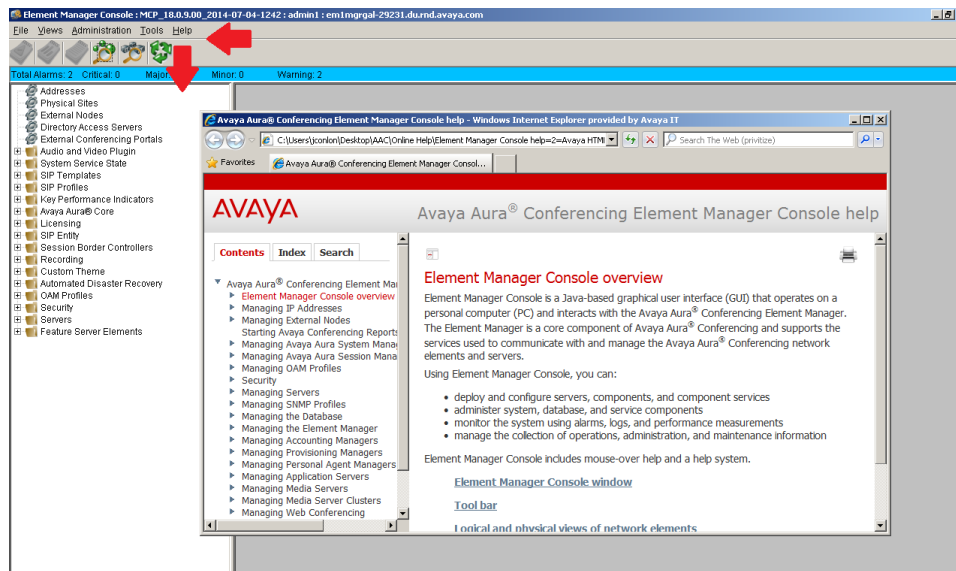 Element Manager Console : MCP_18.0.9.00_2014-07-04-1242 : admin1 : em1mgrgal-29231.du.rnd.avaya.com
File Views Administration Tools Help
Total Alarms: 2 Critical: 0 Major: Minor: 0 Warning: 2
Addresses
Physical Sites
External Nodes
Directory Access Servers
External Conferencing Portals
Audio and Video Plugin
System Service State
SIP Templates
SIP Profiles
Key Performance Indicators
Avaya Aura® Core
Licensing
SIP Entity
Session Border Controllers
Recording
Custom Theme
Automated Disaster Recovery
OAM Profiles
Security
Servers
Feature Server Elements
Avaya Aura® Conferencing Element Manager Console help - Windows Internet Explorer provided by Avaya IT
C:\Users\jconlon\Desktop\AAC\Online Help\Element Manager Console help=2=Avaya HTMl
Search The Web (privitize)
Favorites
Avaya Aura® Conferencing Element Manager Consol...
AVAYA
Avaya Aura® Conferencing Element Manager Console help
Contents Index Search
Avaya Aura® Conferencing Element Mar
Element Manager Console overview
Managing IP Addresses
Managing External Nodes
Starting Avaya Conferencing Reports
Managing Avaya Aura System Manag
Managing Avaya Aura Session Mana
Managing OAM Profiles
Security
Managing Servers
Managing SNMP Profiles
Managing the Database
Managing the Element Manager
Managing Accounting Managers
Managing Provisioning Managers
Managing Personal Agent Managers
Managing Application Servers
Managing Media Servers
Managing Media Server Clusters
Managing Web Conferencing
Element Manager Console overview
Element Manager Console is a Java-based graphical user interface (GUI) that operates on a
personal computer (PC) and interacts with the Avaya Aura® Conferencing Element Manager.
The Element Manager is a core component of Avaya Aura® Conferencing and supports the
services used to communicate with and manage the Avaya Aura® Conferencing network
elements and servers.
Using Element Manager Console, you can:
• deploy and configure servers, components, and component services
• administer system, database, and service components
• monitor the system using alarms, logs, and performance measurements
• manage the collection of operations, administration, and maintenance information
Element Manager Console includes mouse-over help and a help system.
Element Manager Console window
Tool bar
Logical and physical views of network elements